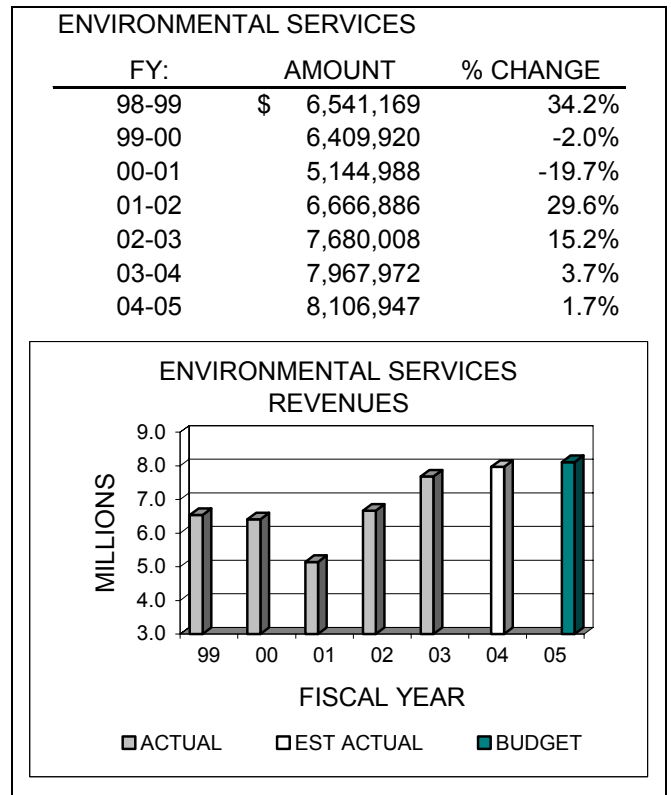 ENVIRONMENTAL SERVICES
FY: AMOUNT % CHANGE
98-99 $ 6,541,169 34.2%
99-00 6,409,920 -2.0%
00-01 5,144,988 -19.7%
01-02 6,666,886 29.6%
02-03 7,680,008 15.2%
03-04 7,967,972 3.7%
04-05 8,106,947 1.7%
ENVIRONMENTAL SERVICES
REVENUES
9.0
8.0
7.0
6.0
5.0
4.0
3.0
MILLIONS
99 00 01 02 03 04 05
FISCAL YEAR
ACTUAL EST ACTUAL BUDGET